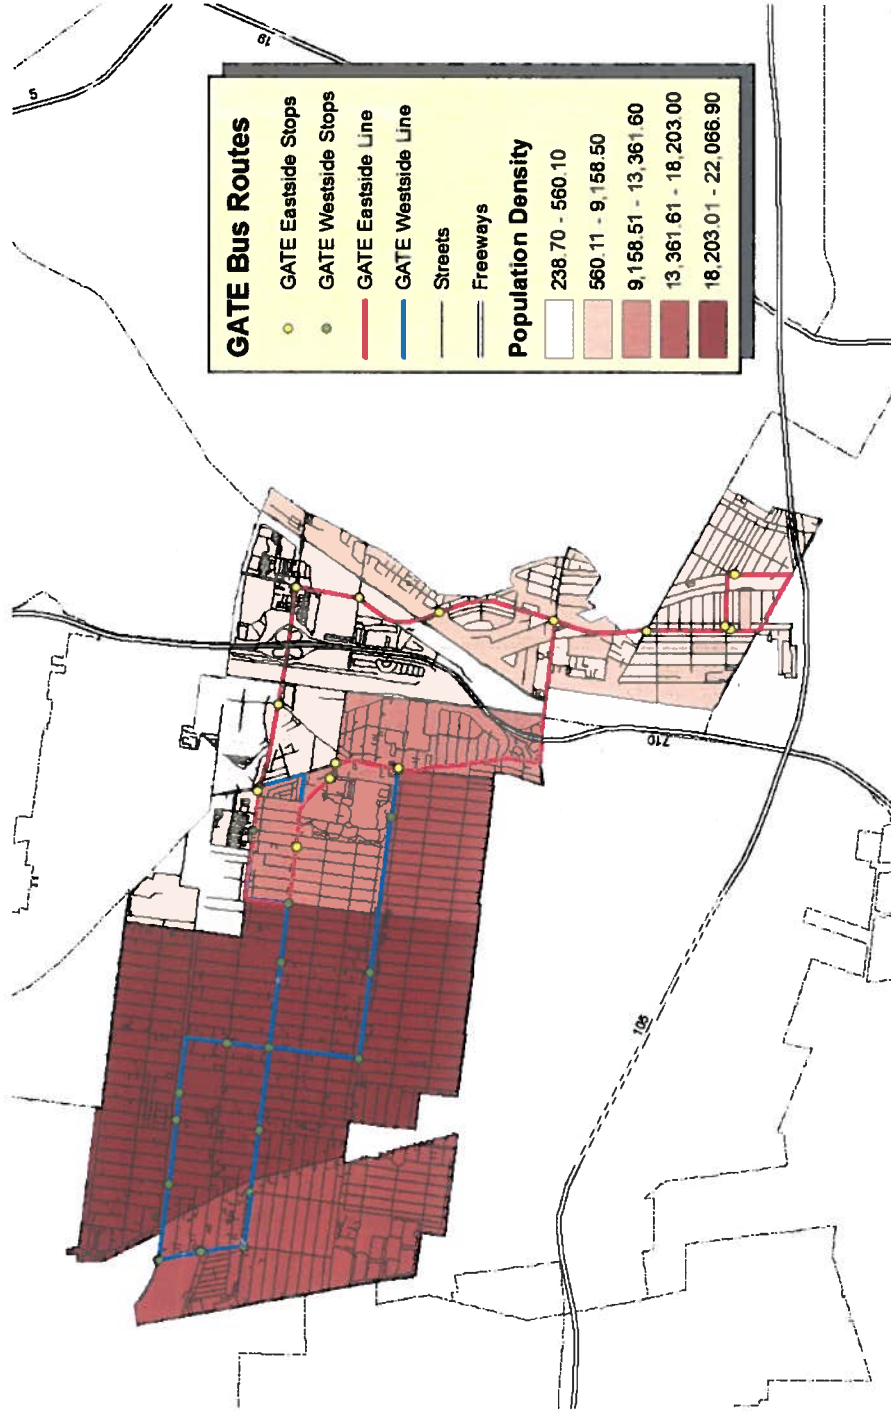 GATE Bus Routes
GATE Eastside Stops
GATE Westside Stops
GATE Eastside Line
GATE Westside Line
Streets
Freeways
Population Density
238.70 - 560.10
560.11 - 9,158.50
9,158.51 - 13,361.60
13,361.61 - 18,203.00
18,203.01 - 22,066.90
5
19
710
105